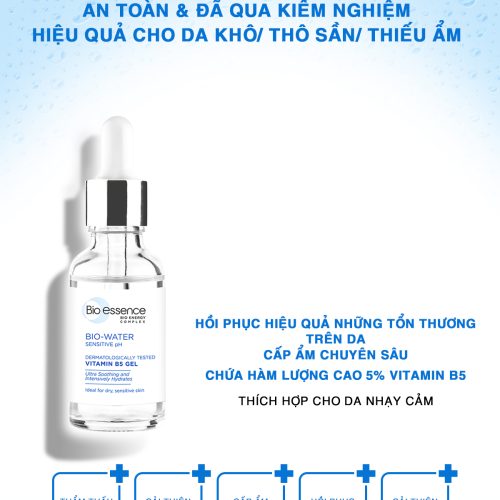 AN TOÀN & ĐÃ QUA KIỂM NGHIỆM
HIỆU QUẢ CHO DA KHÔ/ THÔ SẦN/ THIẾU ẨM
Bio essence
BIO ENERGY
COMPLEX
BIO-WATER
SENSITIVE pH
DERMATOLOGICALLY TESTED
VITAMIN B5 GEL
Ultra Soothing and
Intensively Hydrates
Ideal for dry, sensitive skin
HỒI PHỤC HIỆU QUẢ NHỮNG TỔN THƯƠNG
TRÊN DA
CẤP ẨM CHUYÊN SÂU
CHỨA HÀM LƯỢNG CAO 5% VITAMIN B5
THÍCH HỢP CHO DA NHẠY CẢM